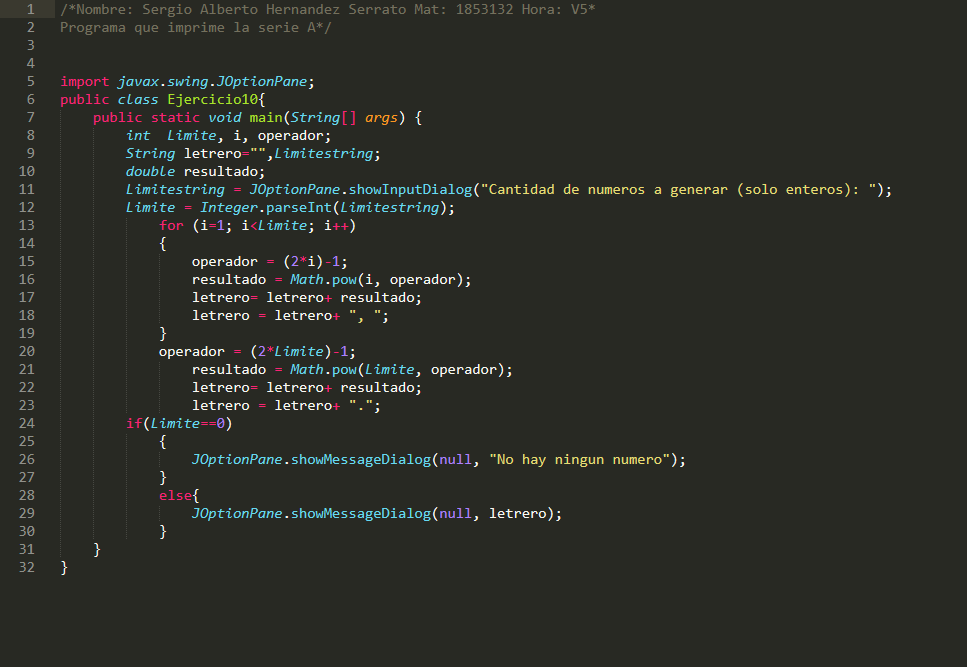 1 /*Nombre: Sergio Alberto Hernandez Serrato Mat: 1853132 Hora: V5*
2 Programa que imprime la serie A*/
3
4
5 import javax.swing.JOptionPane;
6 public class Ejercicio10{
7     public static void main(String[] args) {
8         int  Limite, i, operador;
9         String letrero="",Limitestring;
10         double resultado;
11         Limitestring = JOptionPane.showInputDialog("Cantidad de numeros a generar (solo enteros): ");
12         Limite = Integer.parseInt(Limitestring);
13             for (i=1; i<Limite; i++)
14             {
15                 operador = (2*i)-1;
16                 resultado = Math.pow(i, operador);
17                 letrero= letrero+ resultado;
18                 letrero = letrero+ ", ";
19             }
20             operador = (2*Limite)-1;
21                 resultado = Math.pow(Limite, operador);
22                 letrero= letrero+ resultado;
23                 letrero = letrero+ ".";
24         if(Limite==0)
25             {
26                 JOptionPane.showMessageDialog(null, "No hay ningun numero");
27             }
28             else{
29                 JOptionPane.showMessageDialog(null, letrero);
30             }
31     }
32 }